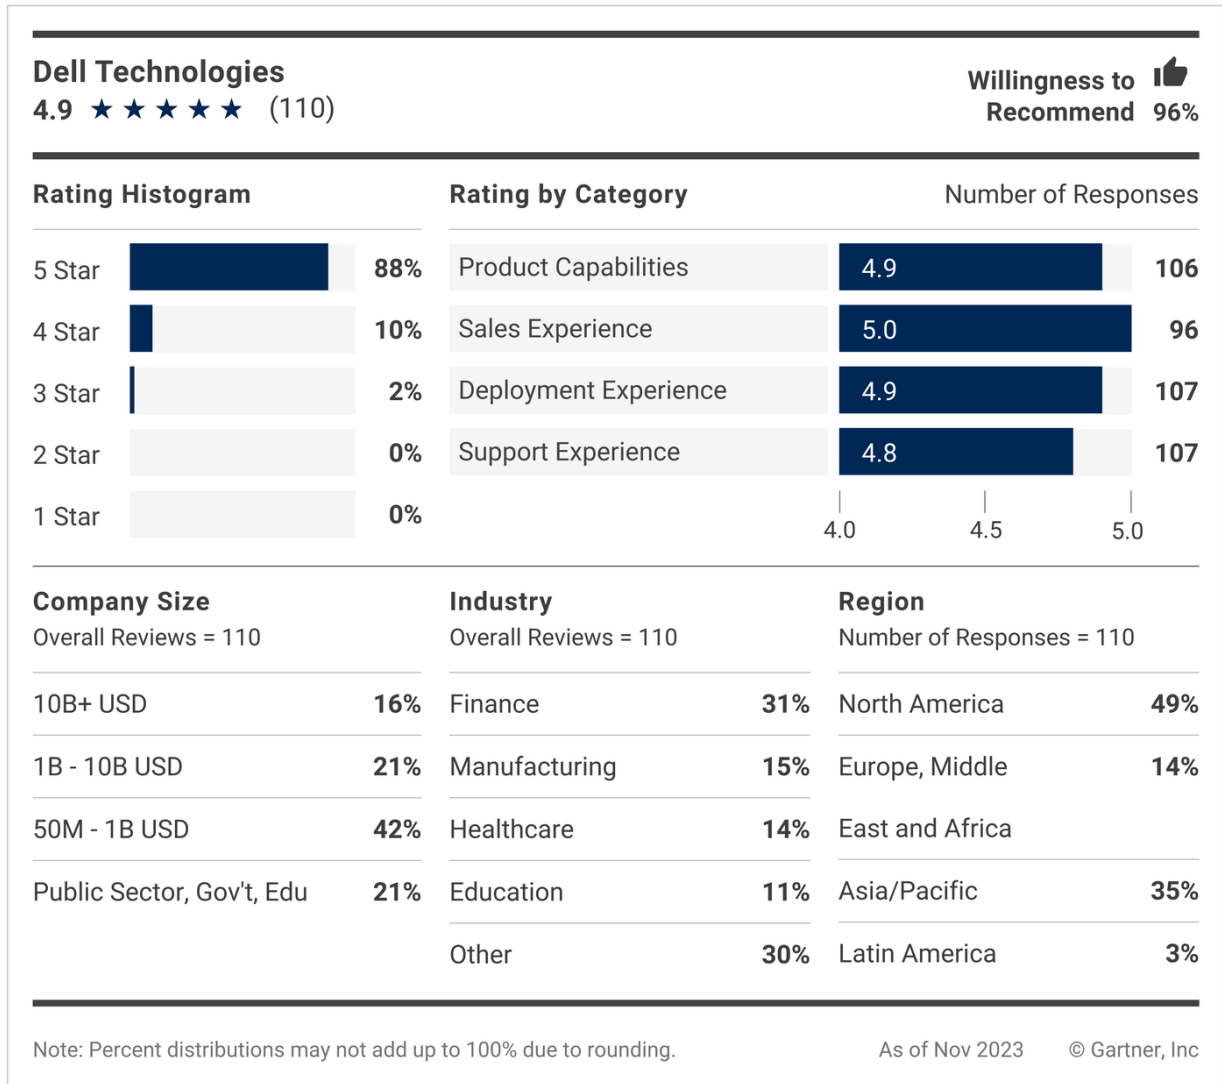 Dell Technologies
4.9 ★ ★ ★ ★ ★ (110)
Willingness to
Recommend 96%
Rating Histogram
5 Star 88%
4 Star 10%
3 Star 2%
2 Star 0%
1 Star 0%
Rating by Category Number of Responses
Product Capabilities 4.9 106
Sales Experience 5.0 96
Deployment Experience 4.9 107
Support Experience 4.8 107
4.0 4.5 5.0
Company Size
Overall Reviews = 110
10B+ USD 16%
1B - 10B USD 21%
50M - 1B USD 42%
Public Sector, Gov't, Edu 21%
Industry
Overall Reviews = 110
Finance 31%
Manufacturing 15%
Healthcare 14%
Education 11%
Other 30%
Region
Number of Responses = 110
North America 49%
Europe, Middle 14%
East and Africa
Asia/Pacific 35%
Latin America 3%
Note: Percent distributions may not add up to 100% due to rounding. As of Nov 2023 © Gartner, Inc